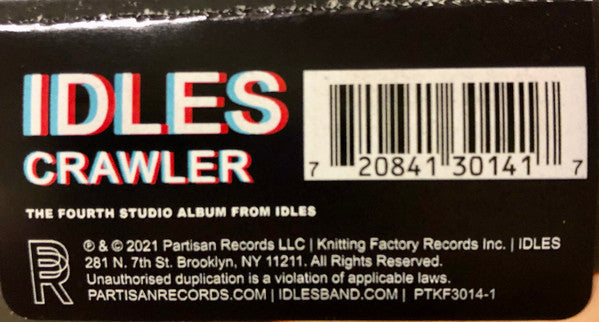 IDLES
CRAWLER
7 20841 30141 7
THE FOURTH STUDIO ALBUM FROM IDLES
℗ & © 2021 Partisan Records LLC | Knitting Factory Records Inc. | IDLES
281 N. 7th St. Brooklyn, NY 11211. All Rights Reserved.
Unauthorised duplication is a violation of applicable laws.
PARTISANRECORDS.COM | IDLESBAND.COM | PTKF3014-1